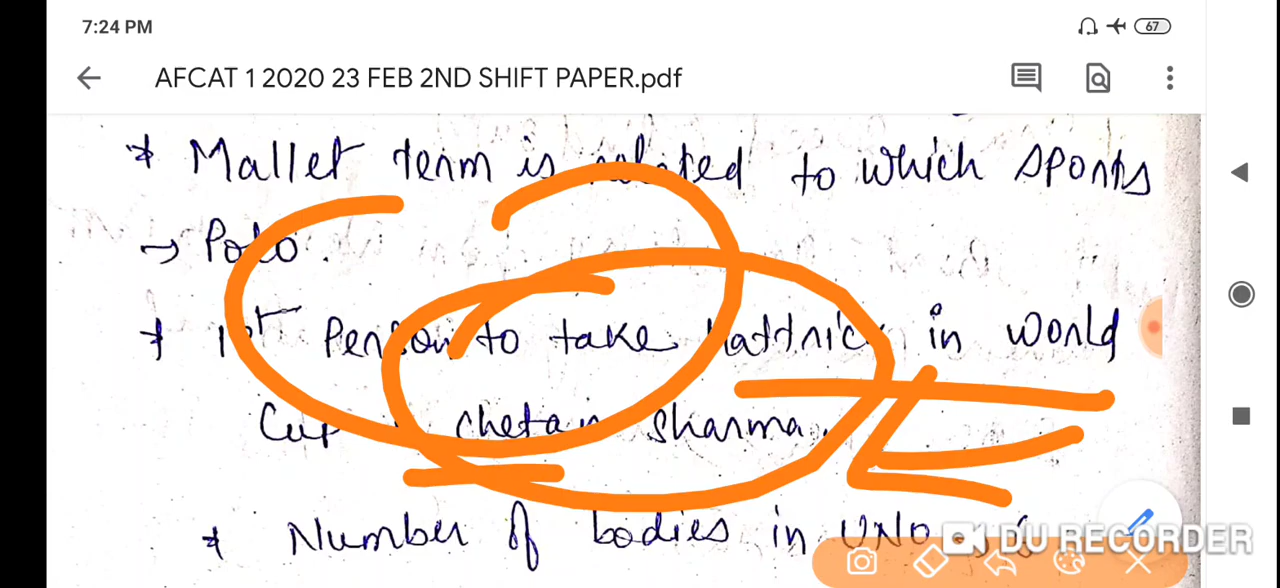 7:24 PM
67
AFCAT 1 2020 23 FEB 2ND SHIFT PAPER.pdf
* Mallet term is related to which sports
→ Polo.
* 1st Person to take hattrick in world
Cup chetan sharma.
* Number of bodies in UNO
DU RECORDER